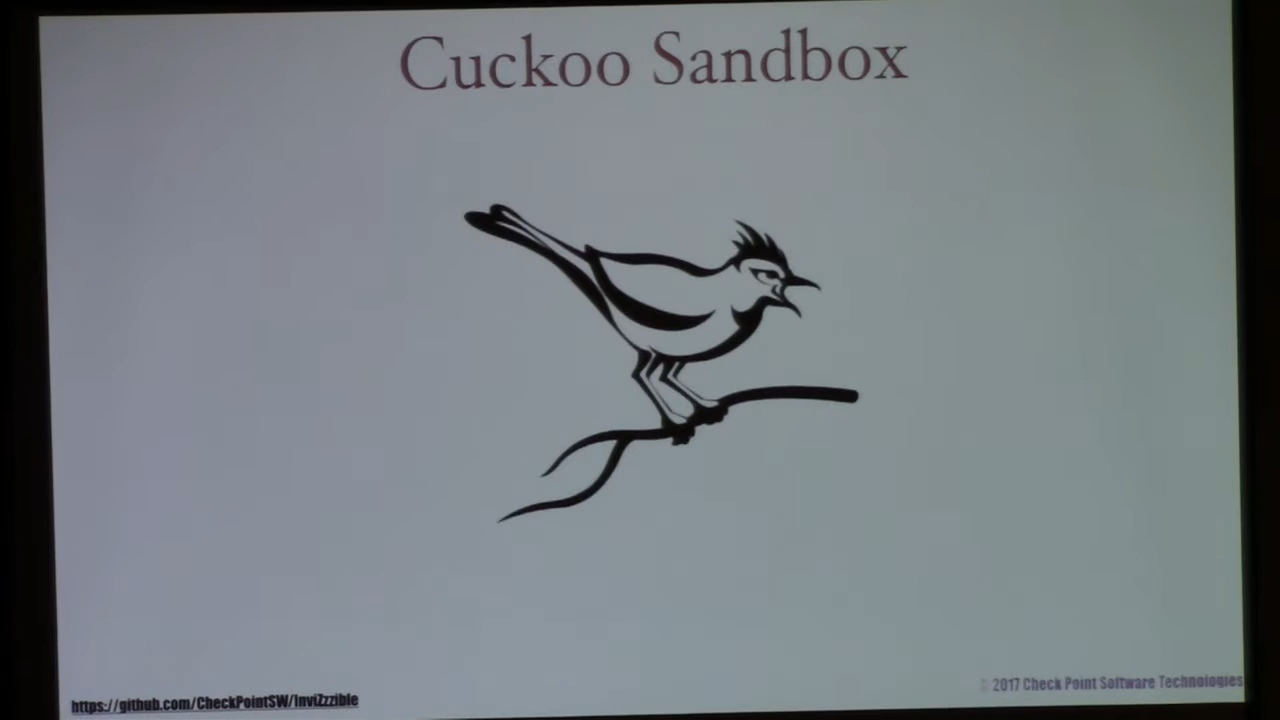 Cuckoo Sandbox
https://github.com/CheckPointSW/InviZzzible
© 2017 Check Point Software Technologies